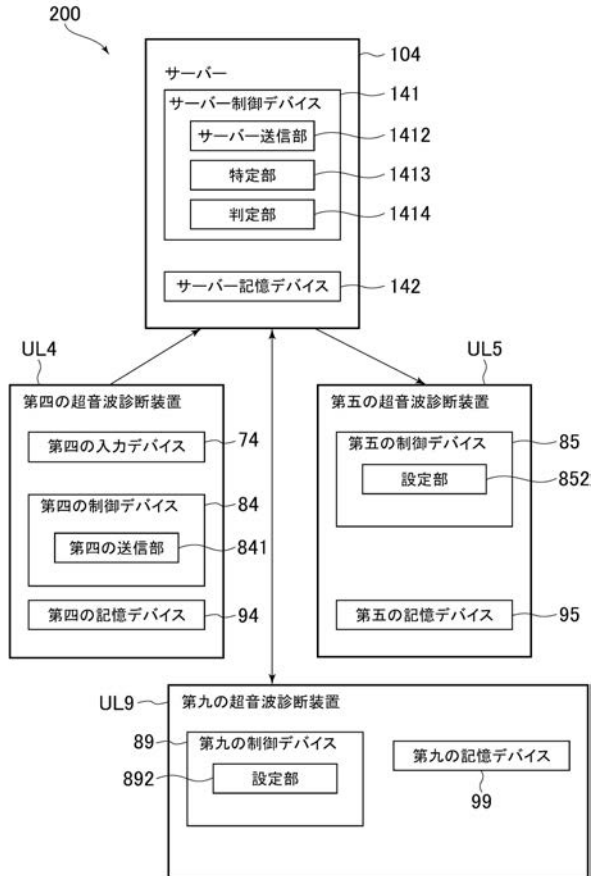 200
104
サーバー
サーバー制御デバイス
141
サーバー送信部
1412
特定部
1413
判定部
1414
サーバー記憶デバイス
142
UL4
UL5
第四の超音波診断装置
第四の入力デバイス
74
第四の制御デバイス
84
第四の送信部
841
第四の記憶デバイス
94
第五の超音波診断装置
第五の制御デバイス
85
設定部
852
第五の記憶デバイス
95
UL9
第九の超音波診断装置
89
第九の制御デバイス
892
設定部
第九の記憶デバイス
99